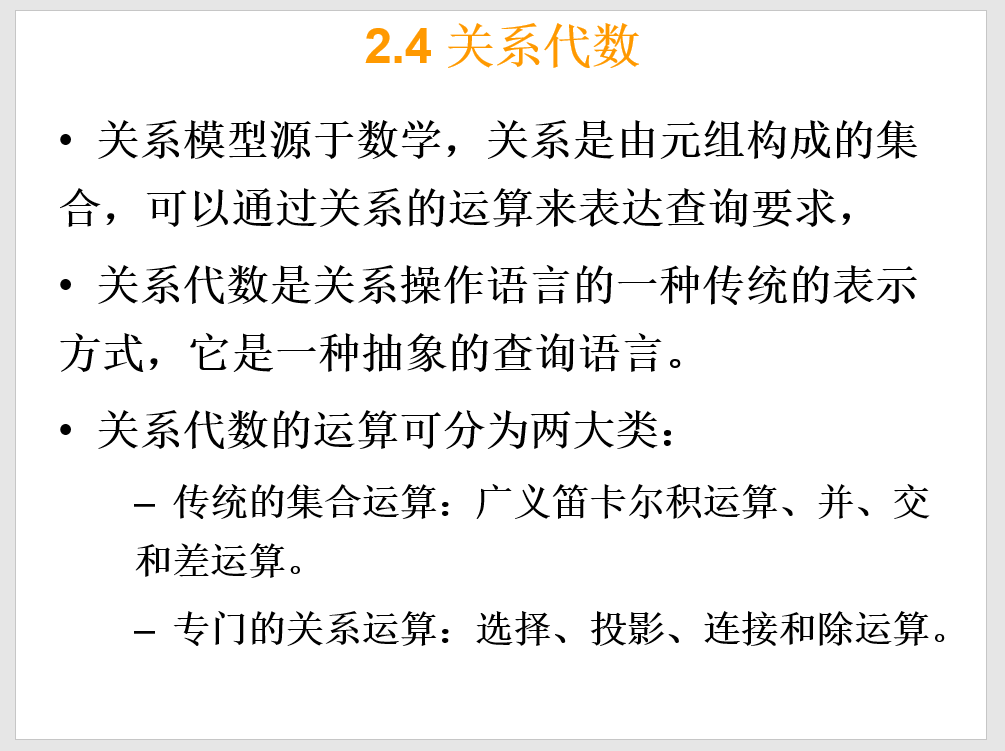 2.4 关系代数
• 关系模型源于数学，关系是由元组构成的集
合，可以通过关系的运算来表达查询要求，
• 关系代数是关系操作语言的一种传统的表示
方式，它是一种抽象的查询语言。
• 关系代数的运算可分为两大类：
– 传统的集合运算：广义笛卡尔积运算、并、交
和差运算。
– 专门的关系运算：选择、投影、连接和除运算。